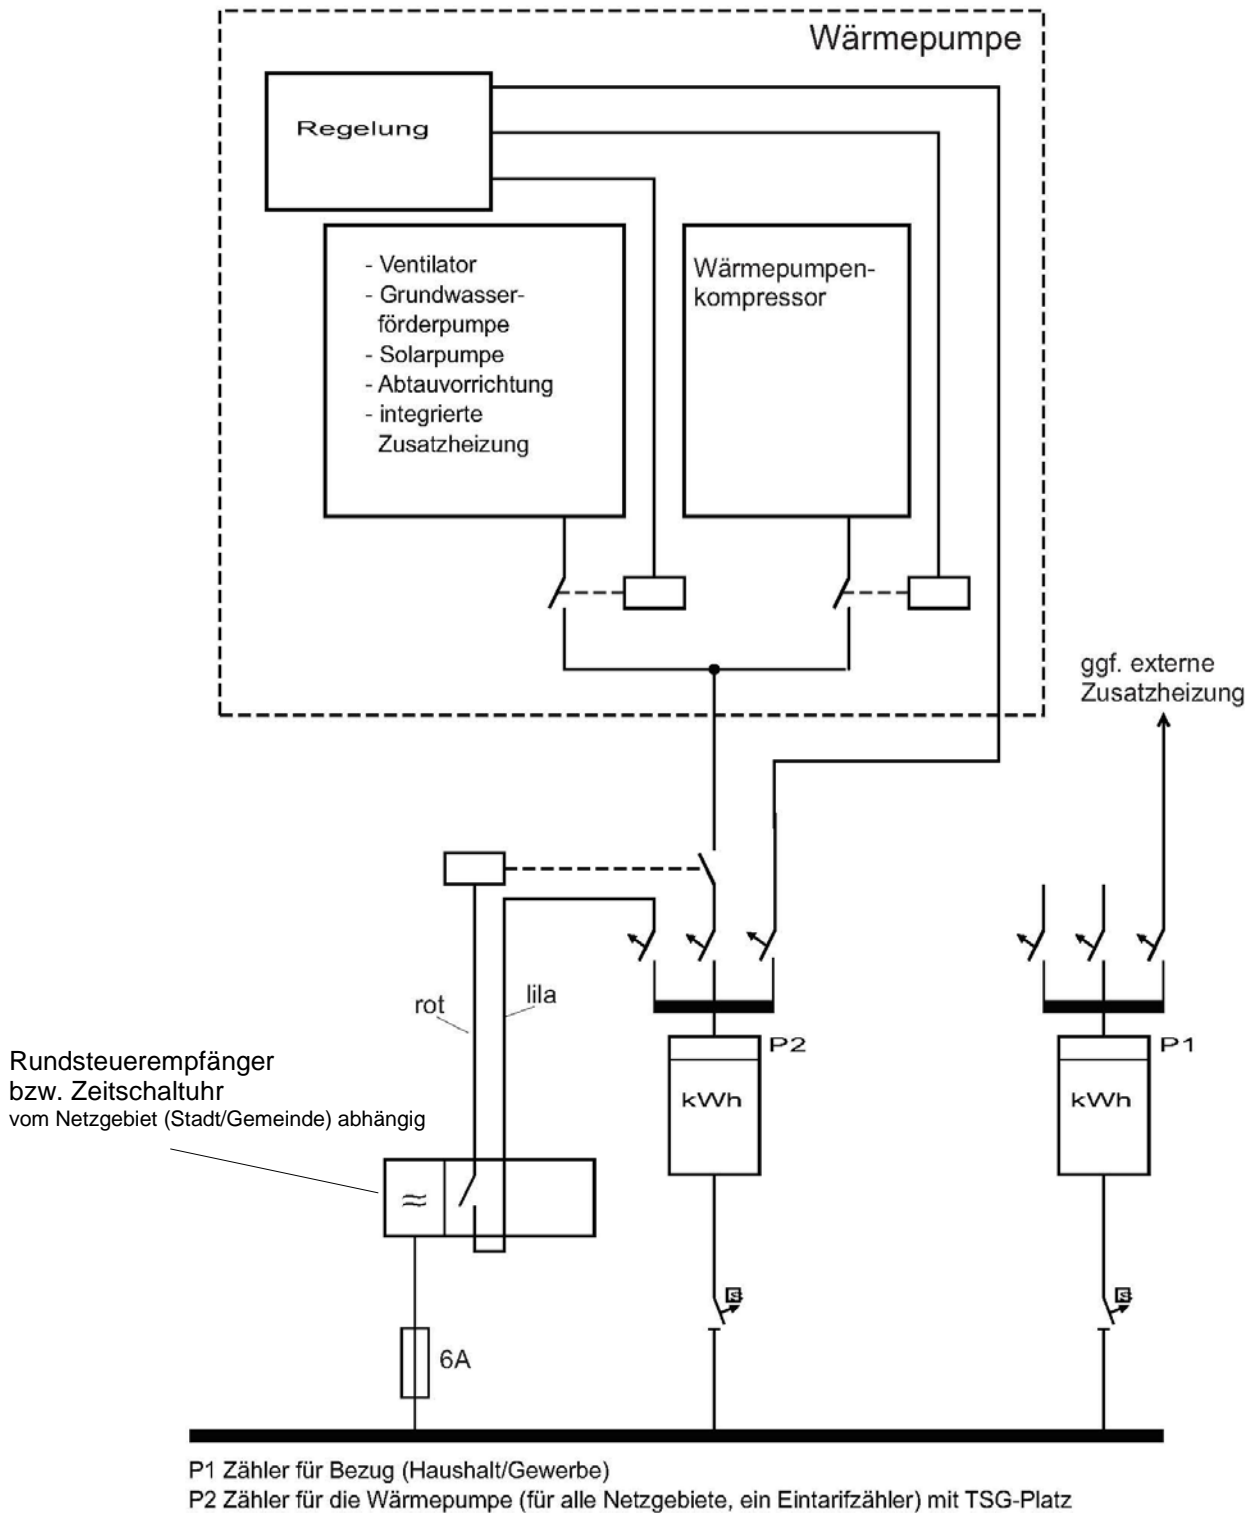 Wärmepumpe
Regelung
- Ventilator
- Grundwasser-
förderpumpe
- Solarpumpe
- Abtauvorrichtung
- integrierte
Zusatzheizung
Wärmepumpen-
kompressor
ggf. externe
Zusatzheizung
rot
lila
P2
kWh
P1
kWh
Rundsteuerempfänger
bzw. Zeitschaltuhr
vom Netzgebiet (Stadt/Gemeinde) abhängig
≈
s
s
6A
P1 Zähler für Bezug (Haushalt/Gewerbe)
P2 Zähler für die Wärmepumpe (für alle Netzgebiete, ein Eintarifzähler) mit TSG-Platz